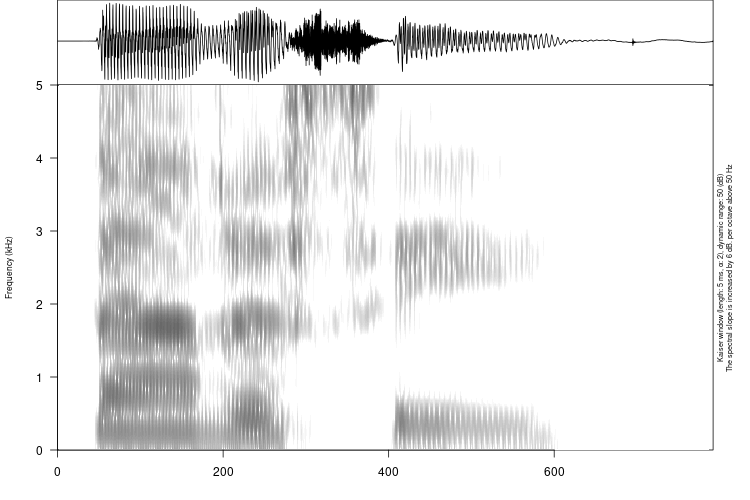 5
4
3
2
1
0
Frequency (kHz)
0 200 400 600
Kaiser window (length: 5 ms, α: 2), dynamic range: 50 (dB)
The spectral slope is increased by 6 dB. per octave above 50 Hz